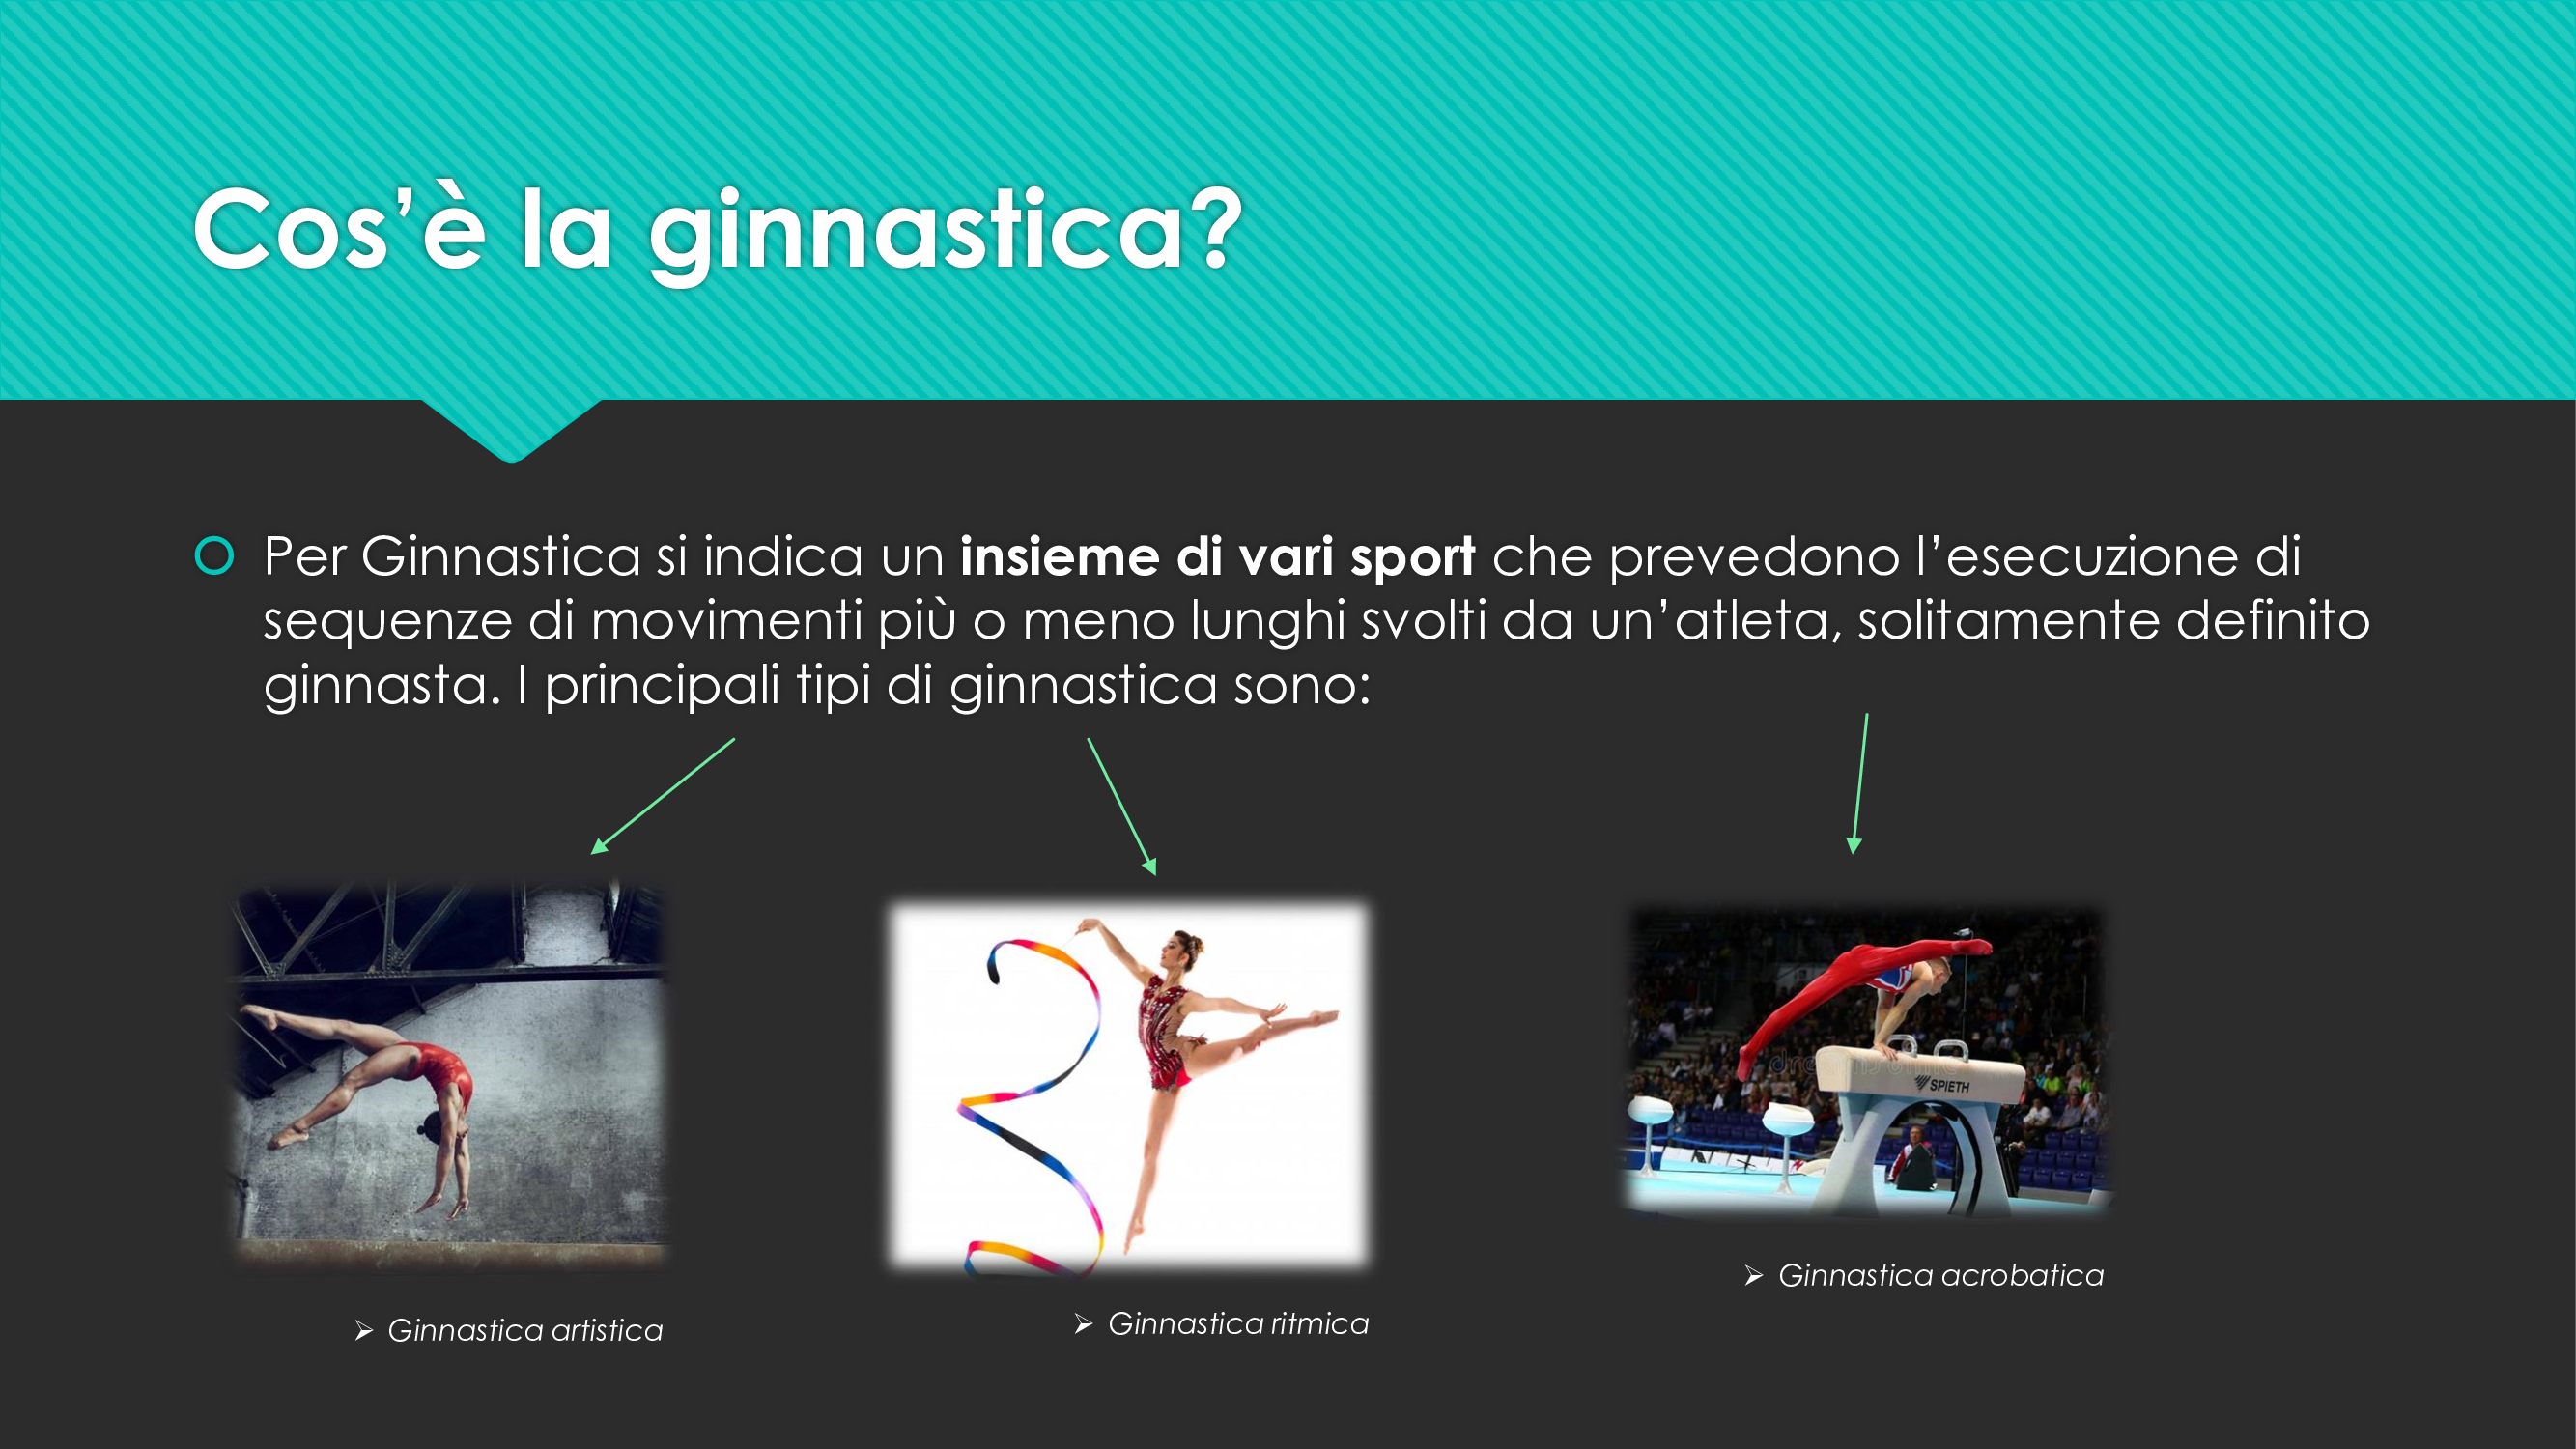 Cos’è la ginnastica?
Per Ginnastica si indica un insieme di vari sport che prevedono l’esecuzione di
sequenze di movimenti più o meno lunghi svolti da un’atleta, solitamente definito
ginnasta. I principali tipi di ginnastica sono:
SPIETH
Ginnastica artistica
Ginnastica ritmica
Ginnastica acrobatica